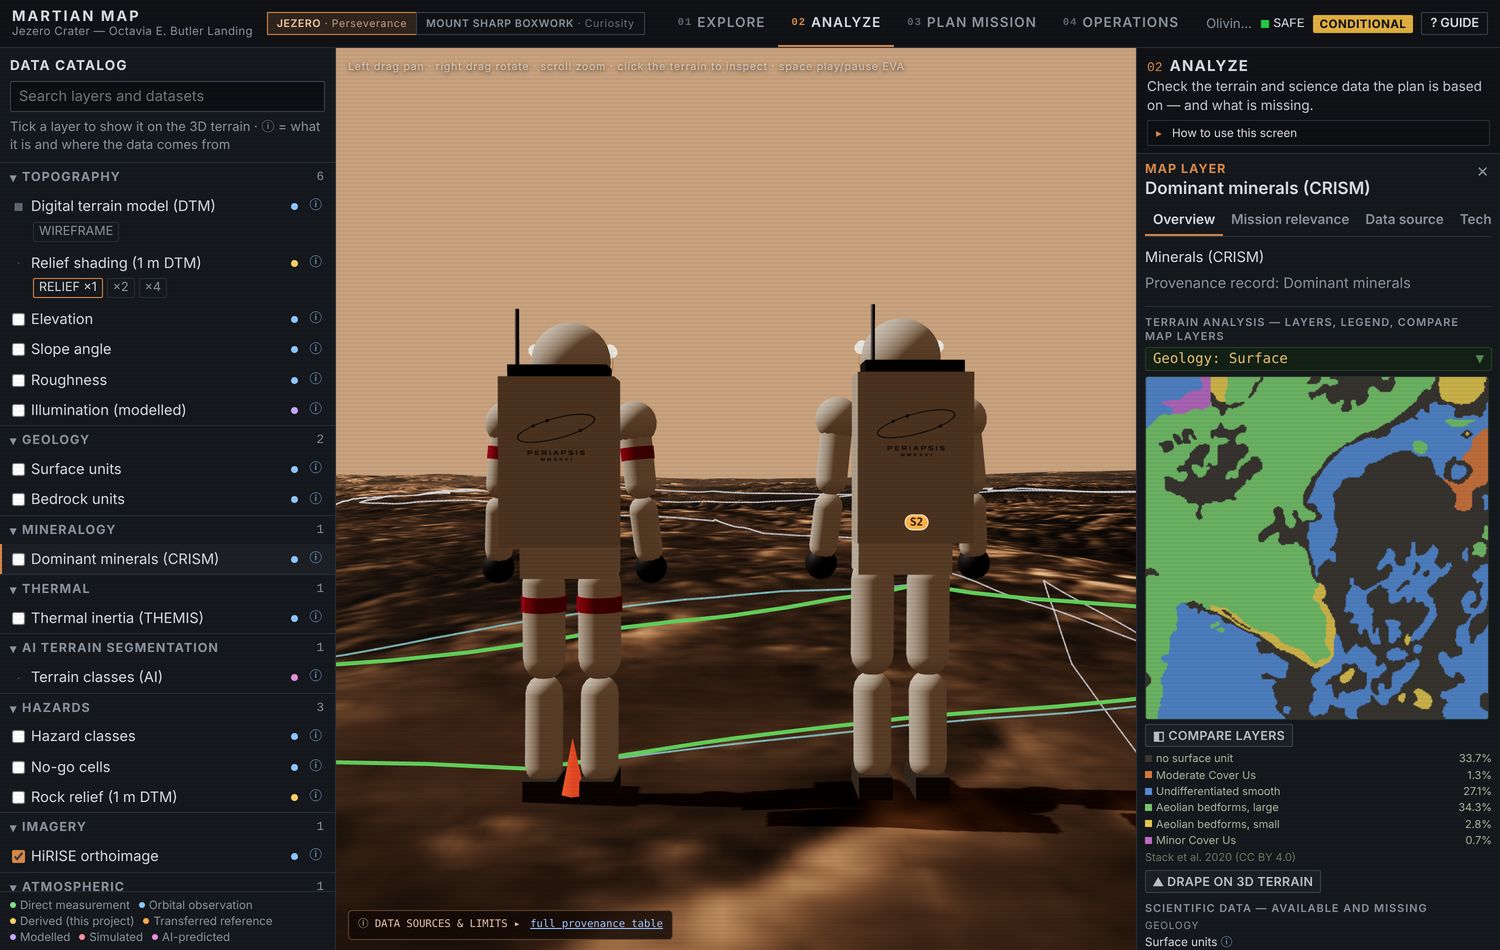 MARTIAN MAP
Jezero Crater — Octavia E. Butler Landing
JEZERO · Perseverance
MOUNT SHARP BOXWORK · Curiosity
01 EXPLORE
02 ANALYZE
03 PLAN MISSION
04 OPERATIONS
Olivin...
SAFE
CONDITIONAL
? GUIDE
DATA CATALOG
Search layers and datasets
Tick a layer to show it on the 3D terrain · ⓘ = what
it is and where the data comes from
▼ TOPOGRAPHY 6
Digital terrain model (DTM) ⓘ
WIREFRAME
Relief shading (1 m DTM) ⓘ
RELIEF ×1 ×2 ×4
Elevation ⓘ
Slope angle ⓘ
Roughness ⓘ
Illumination (modelled) ⓘ
▼ GEOLOGY 2
Surface units ⓘ
Bedrock units ⓘ
▼ MINERALOGY 1
Dominant minerals (CRISM) ⓘ
▼ THERMAL 1
Thermal inertia (THEMIS) ⓘ
▼ AI TERRAIN SEGMENTATION 1
Terrain classes (AI) ⓘ
▼ HAZARDS 3
Hazard classes ⓘ
No-go cells ⓘ
Rock relief (1 m DTM) ⓘ
▼ IMAGERY 1
HiRISE orthoimage ⓘ
▼ ATMOSPHERIC 1
Direct measurement Orbital observation
Derived (this project) Transferred reference
Modelled Simulated AI-predicted
Left drag pan · right drag rotate · scroll zoom · click the terrain to inspect · space play/pause EVA
PERIAPSIS
MMXXVI
PERIAPSIS
MMXXVI
S2
ⓘ DATA SOURCES & LIMITS ▸ full provenance table
02 ANALYZE
Check the terrain and science data the plan is based
on — and what is missing.
▸ How to use this screen
MAP LAYER
Dominant minerals (CRISM)
✕
Overview Mission relevance Data source Tech
Minerals (CRISM)
Provenance record: Dominant minerals
TERRAIN ANALYSIS — LAYERS, LEGEND, COMPARE
MAP LAYERS
Geology: Surface ▼
COMPARE LAYERS
no surface unit 33.7%
Moderate Cover Us 1.3%
Undifferentiated smooth 27.1%
Aeolian bedforms, large 34.3%
Aeolian bedforms, small 2.8%
Minor Cover Us 0.7%
Stack et al. 2020 (CC BY 4.0)
▲ DRAPE ON 3D TERRAIN
SCIENTIFIC DATA — AVAILABLE AND MISSING
GEOLOGY
Surface units ⓘ